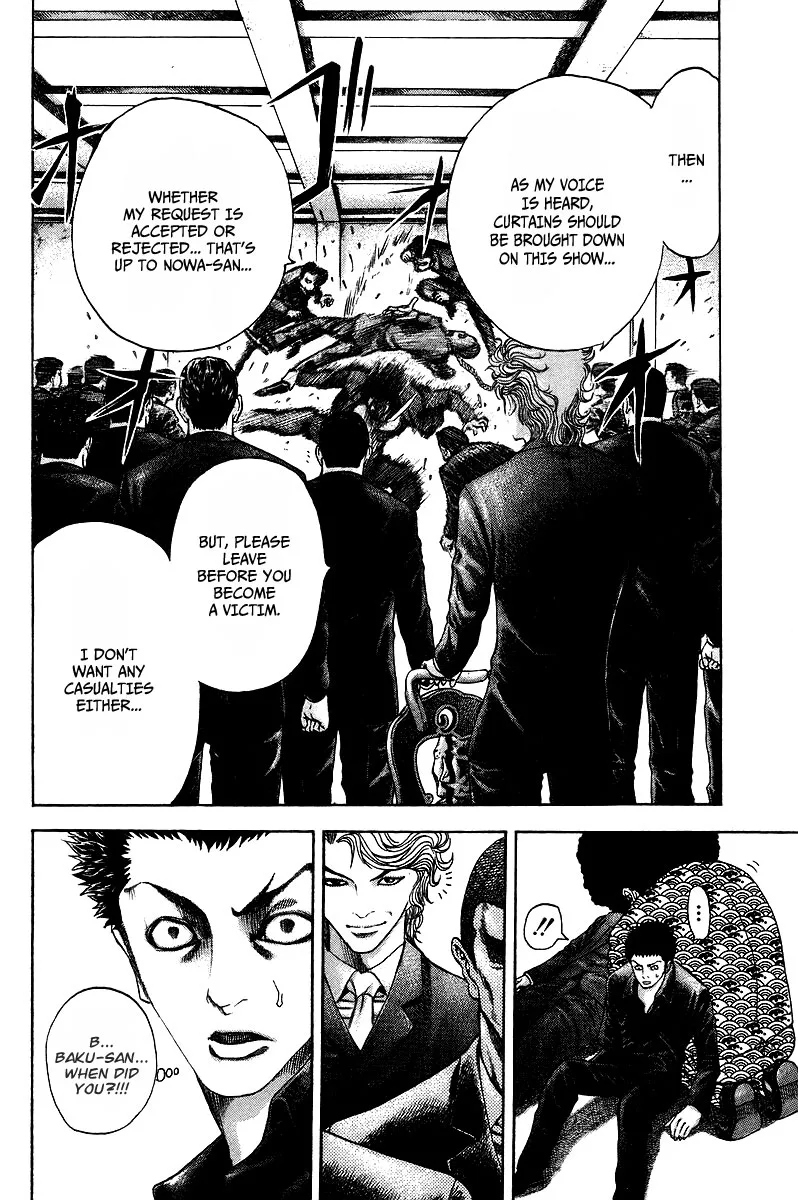 THEN
...
AS MY VOICE
IS HEARD,
CURTAINS SHOULD
BE BROUGHT DOWN
ON THIS SHOW...
WHETHER
MY REQUEST IS
ACCEPTED OR
REJECTED... THAT'S
UP TO NOWA-SAN...
BUT, PLEASE
LEAVE
BEFORE YOU
BECOME
A VICTIM.
I DON'T
WANT ANY
CASUALTIES
EITHER...
...
!!
B...
BAKU-SAN...
WHEN DID
YOU?!!!